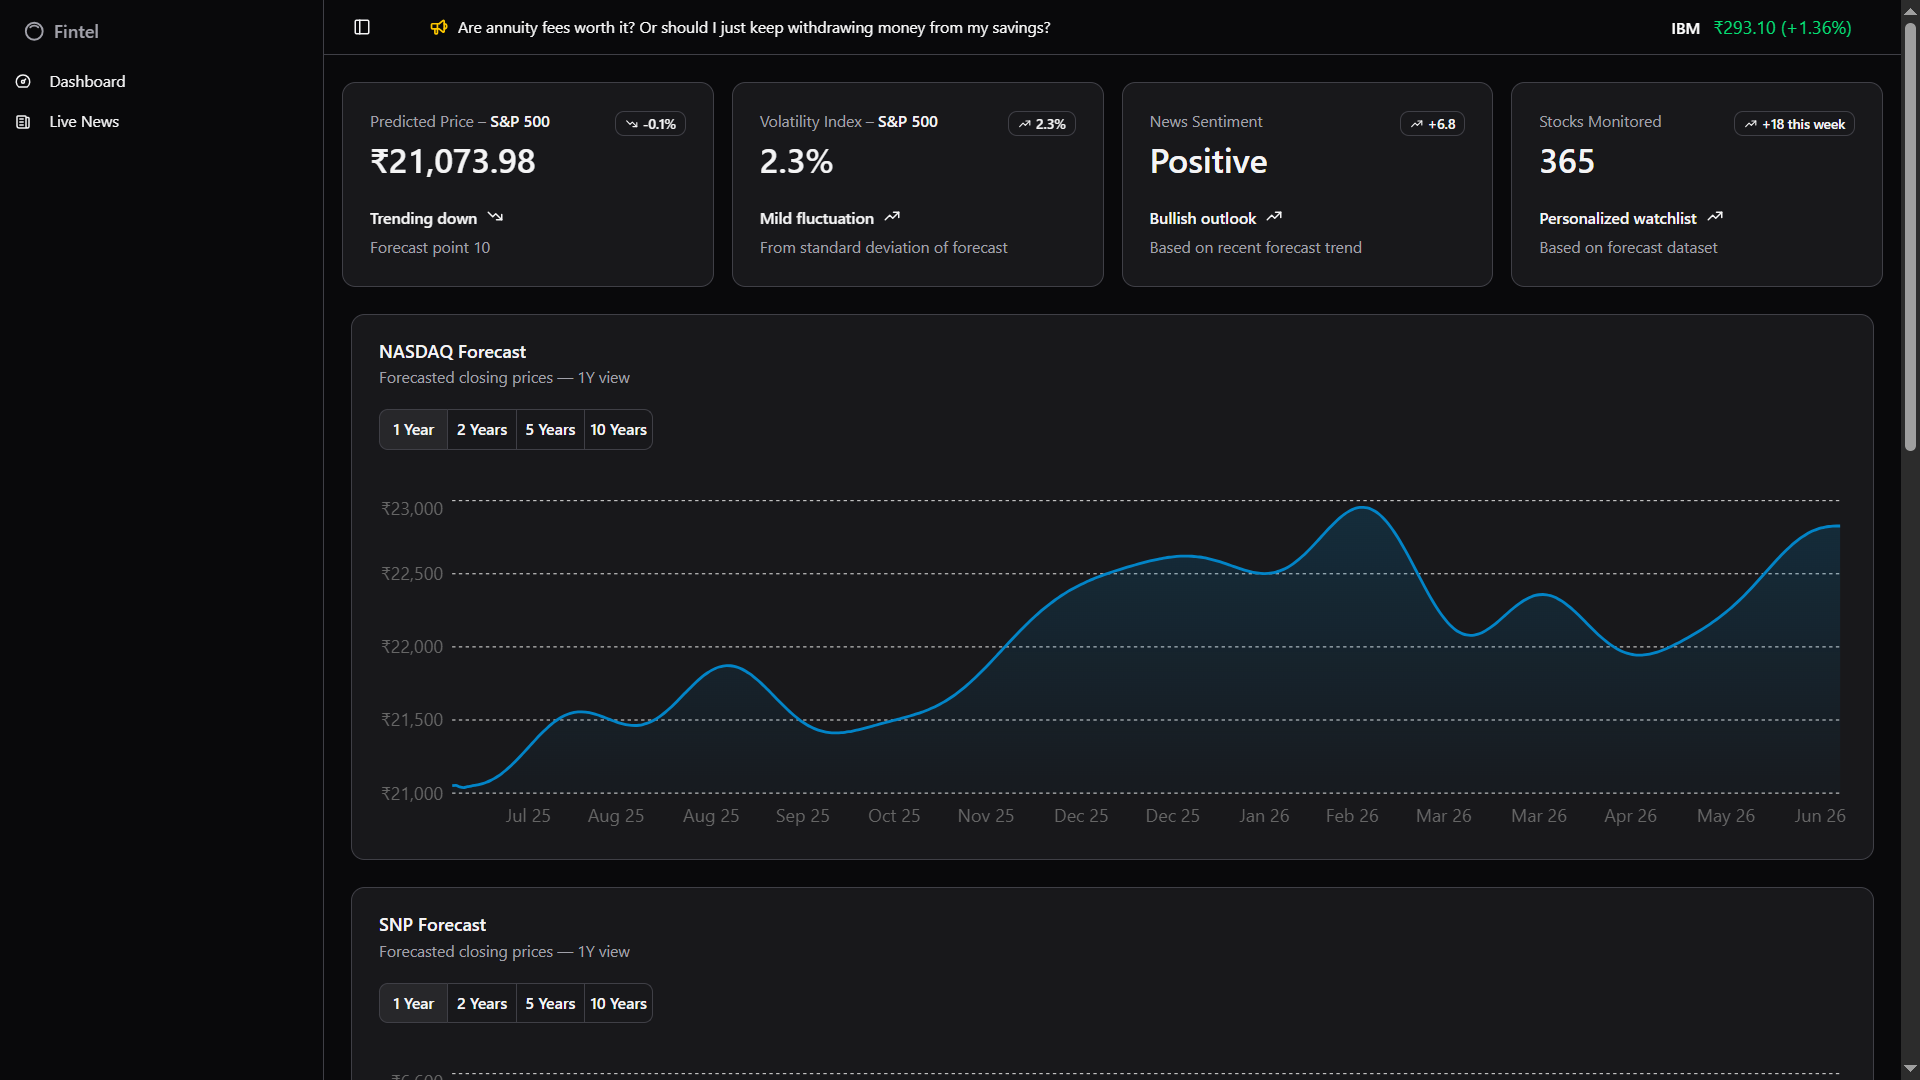 Fintel
Dashboard
Live News
Are annuity fees worth it? Or should I just keep withdrawing money from my savings?
IBM ₹293.10 (+1.36%)
Predicted Price – S&P 500
-0.1%
₹21,073.98
Trending down
Forecast point 10
Volatility Index – S&P 500
2.3%
2.3%
Mild fluctuation
From standard deviation of forecast
News Sentiment
+6.8
Positive
Bullish outlook
Based on recent forecast trend
Stocks Monitored
+18 this week
365
Personalized watchlist
Based on forecast dataset
NASDAQ Forecast
Forecasted closing prices — 1Y view
1 Year 2 Years 5 Years 10 Years
₹23,000
₹22,500
₹22,000
₹21,500
₹21,000
Jul 25 Aug 25 Aug 25 Sep 25 Oct 25 Nov 25 Dec 25 Dec 25 Jan 26 Feb 26 Mar 26 Mar 26 Apr 26 May 26 Jun 26
SNP Forecast
Forecasted closing prices — 1Y view
1 Year 2 Years 5 Years 10 Years